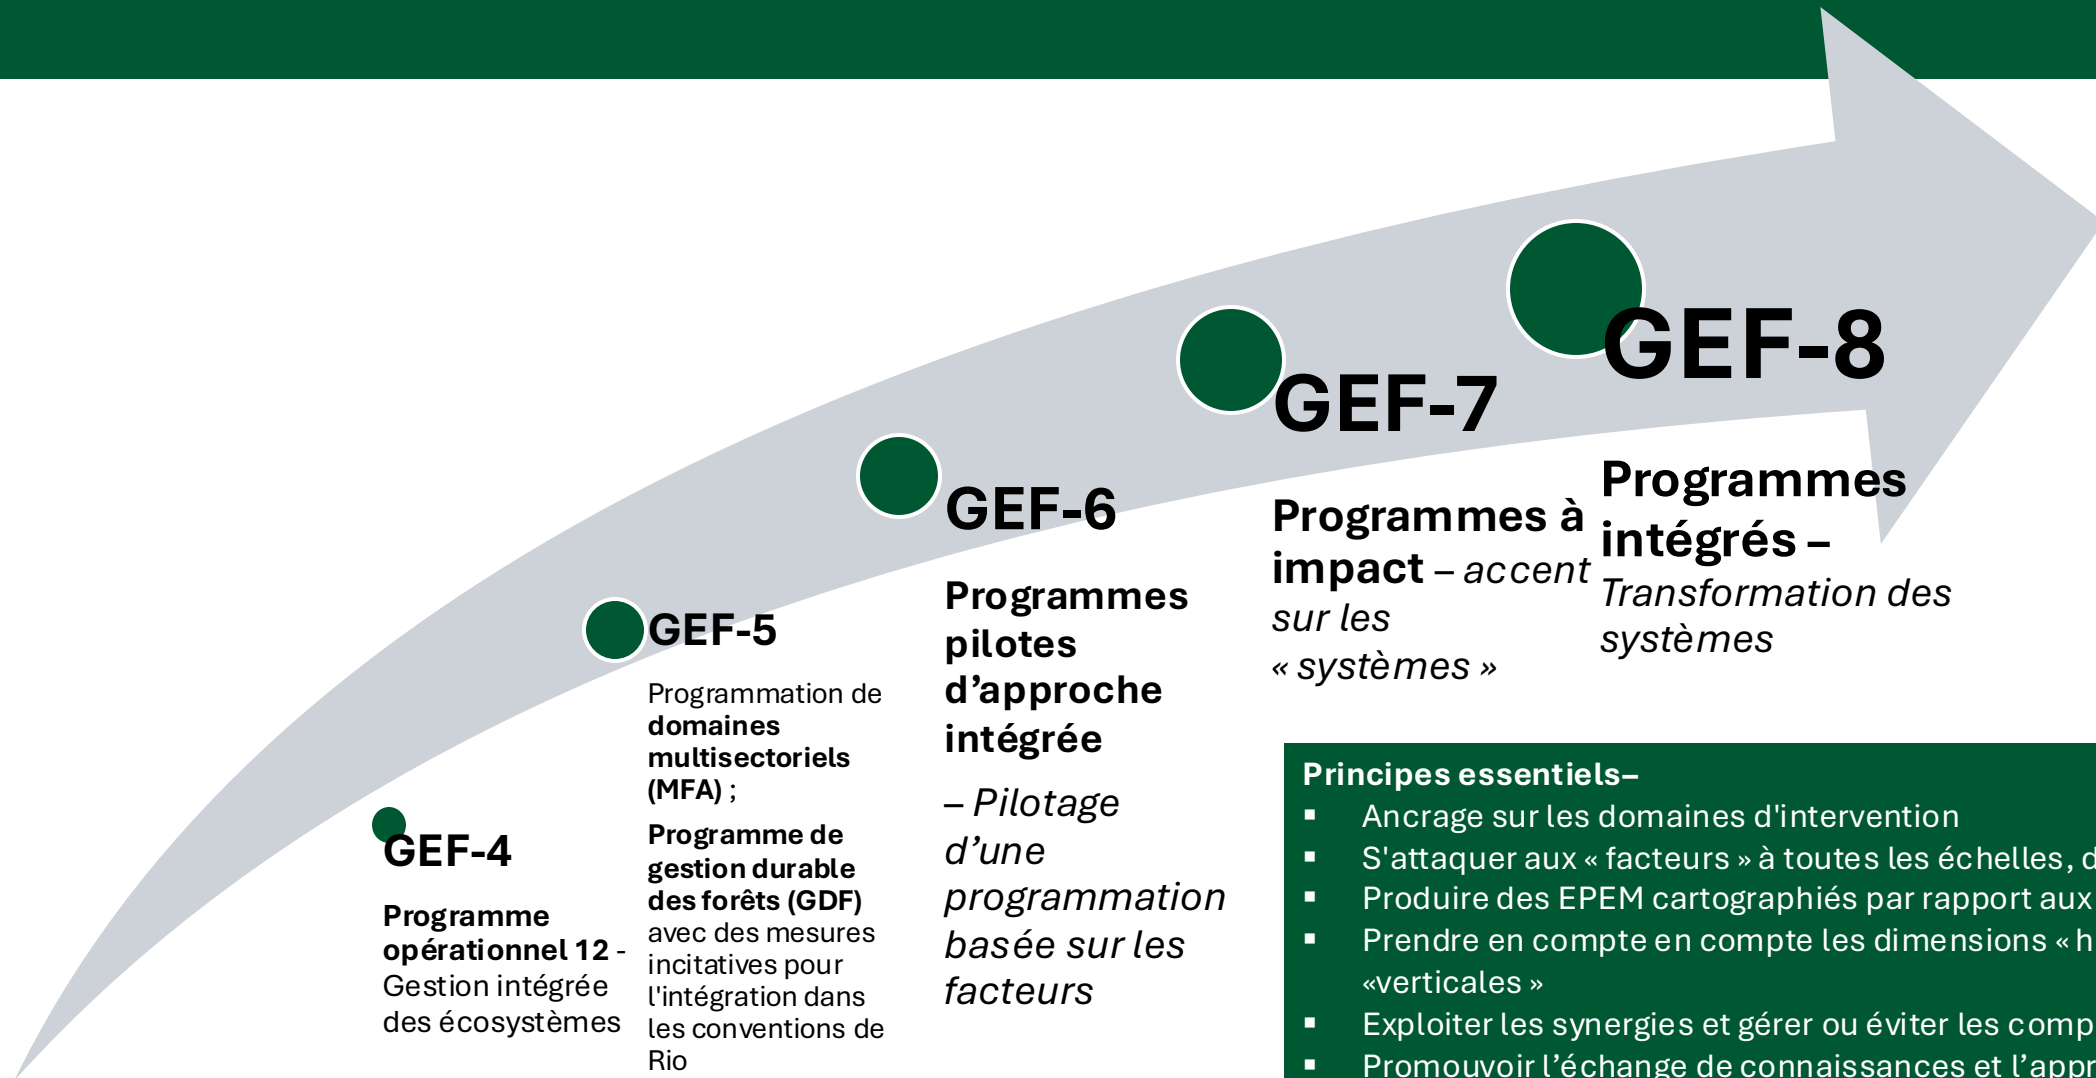 GEF-4
Programme
opérationnel 12 -
Gestion intégrée
des écosystèmes
GEF-5
Programmation de
domaines
multisectoriels
(MFA) ;
Programme de
gestion durable
des forêts (GDF)
avec des mesures
incitatives pour
l'intégration dans
les conventions de
Rio
GEF-6
Programmes
pilotes
d’approche
intégrée
– Pilotage
d’une
programmation
basée sur les
facteurs
GEF-7
Programmes à
impact – accent
sur les
« systèmes »
GEF-8
Programmes
intégrés –
Transformation des
systèmes
Principes essentiels–
▪ Ancrage sur les domaines d'intervention
▪ S'attaquer aux « facteurs » à toutes les échelles,
▪ Produire des EPEM cartographiés par rapport aux
▪ Prendre en compte en compte les dimensions «
«verticales »
▪ Exploiter les synergies et gérer ou éviter les
▪ Promouvoir l’échange de connaissances et